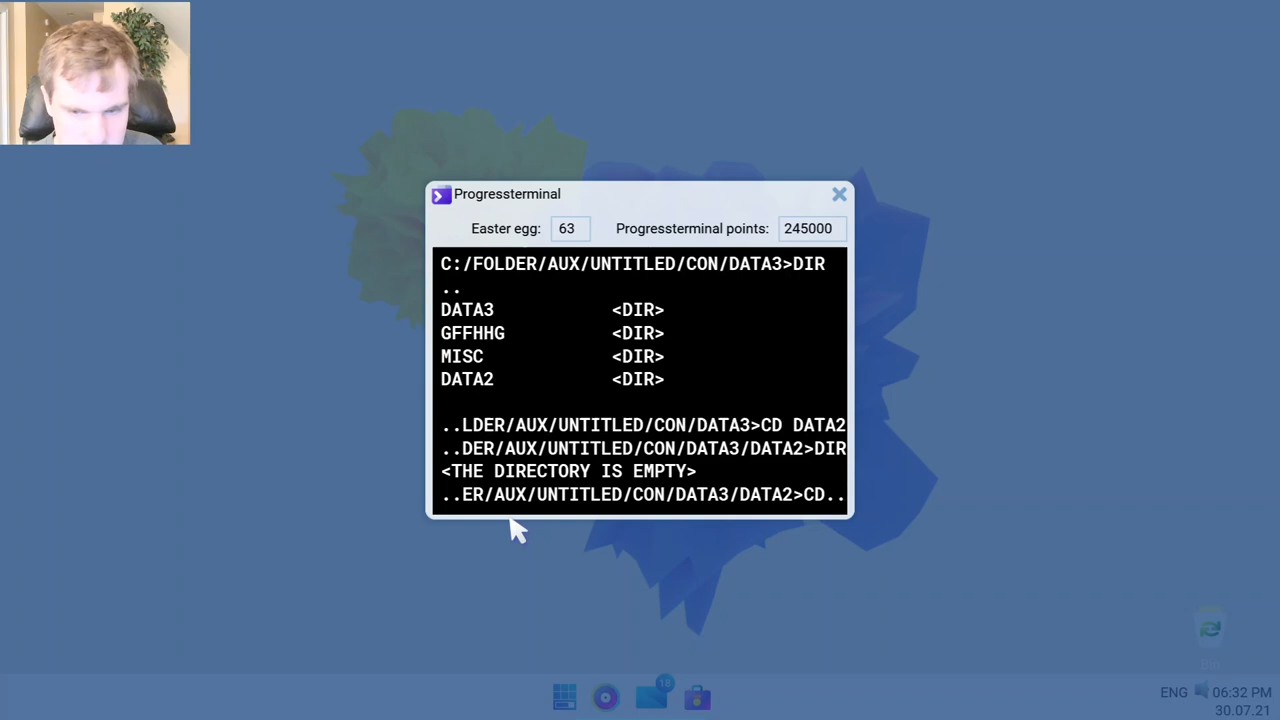 Progressterminal
Easter egg: 63 Progressterminal points: 245000
C:/FOLDER/AUX/UNTITLED/CON/DATA3>DIR
..
DATA3 <DIR>
GFFHHG <DIR>
MISC <DIR>
DATA2 <DIR>
..LDER/AUX/UNTITLED/CON/DATA3>CD DATA2
..DER/AUX/UNTITLED/CON/DATA3/DATA2>DIR
<THE DIRECTORY IS EMPTY>
..ER/AUX/UNTITLED/CON/DATA3/DATA2>CD..
Bin
18
ENG 06:32 PM
30.07.21